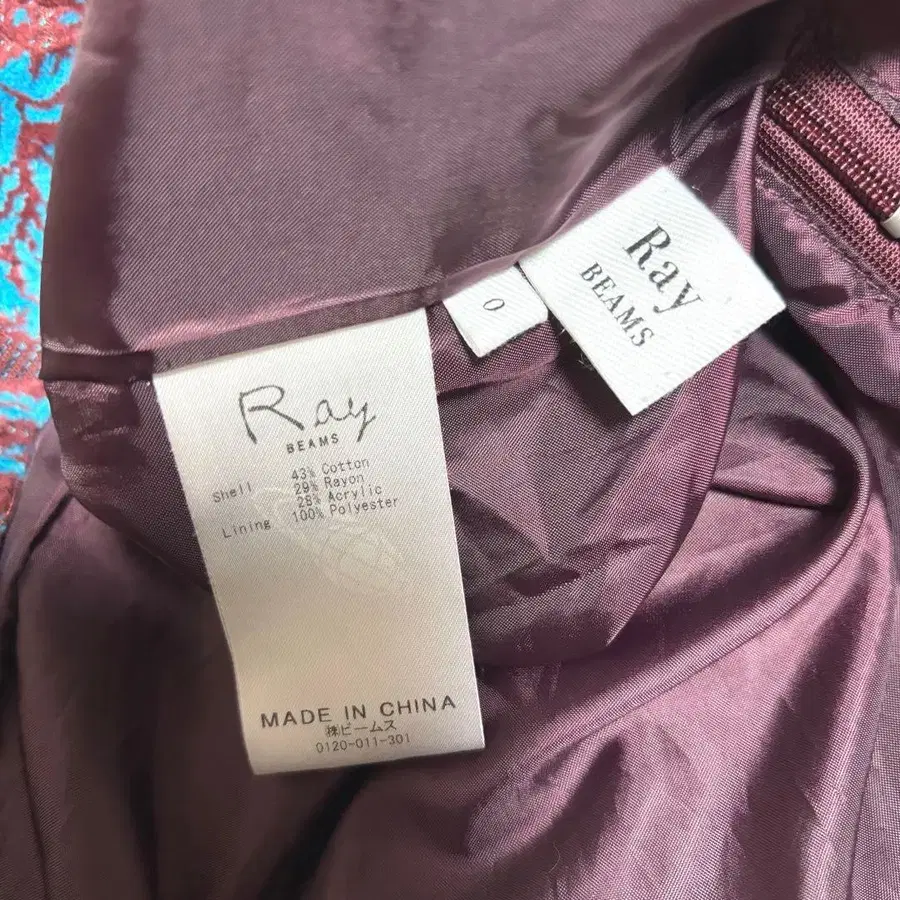 Ray
BEAMS
0
Ray
BEAMS
Shell 43% Cotton
29% Rayon
28% Acrylic
Lining 100% Polyester
MADE IN CHINA
㈱ビームス
0120-011-301